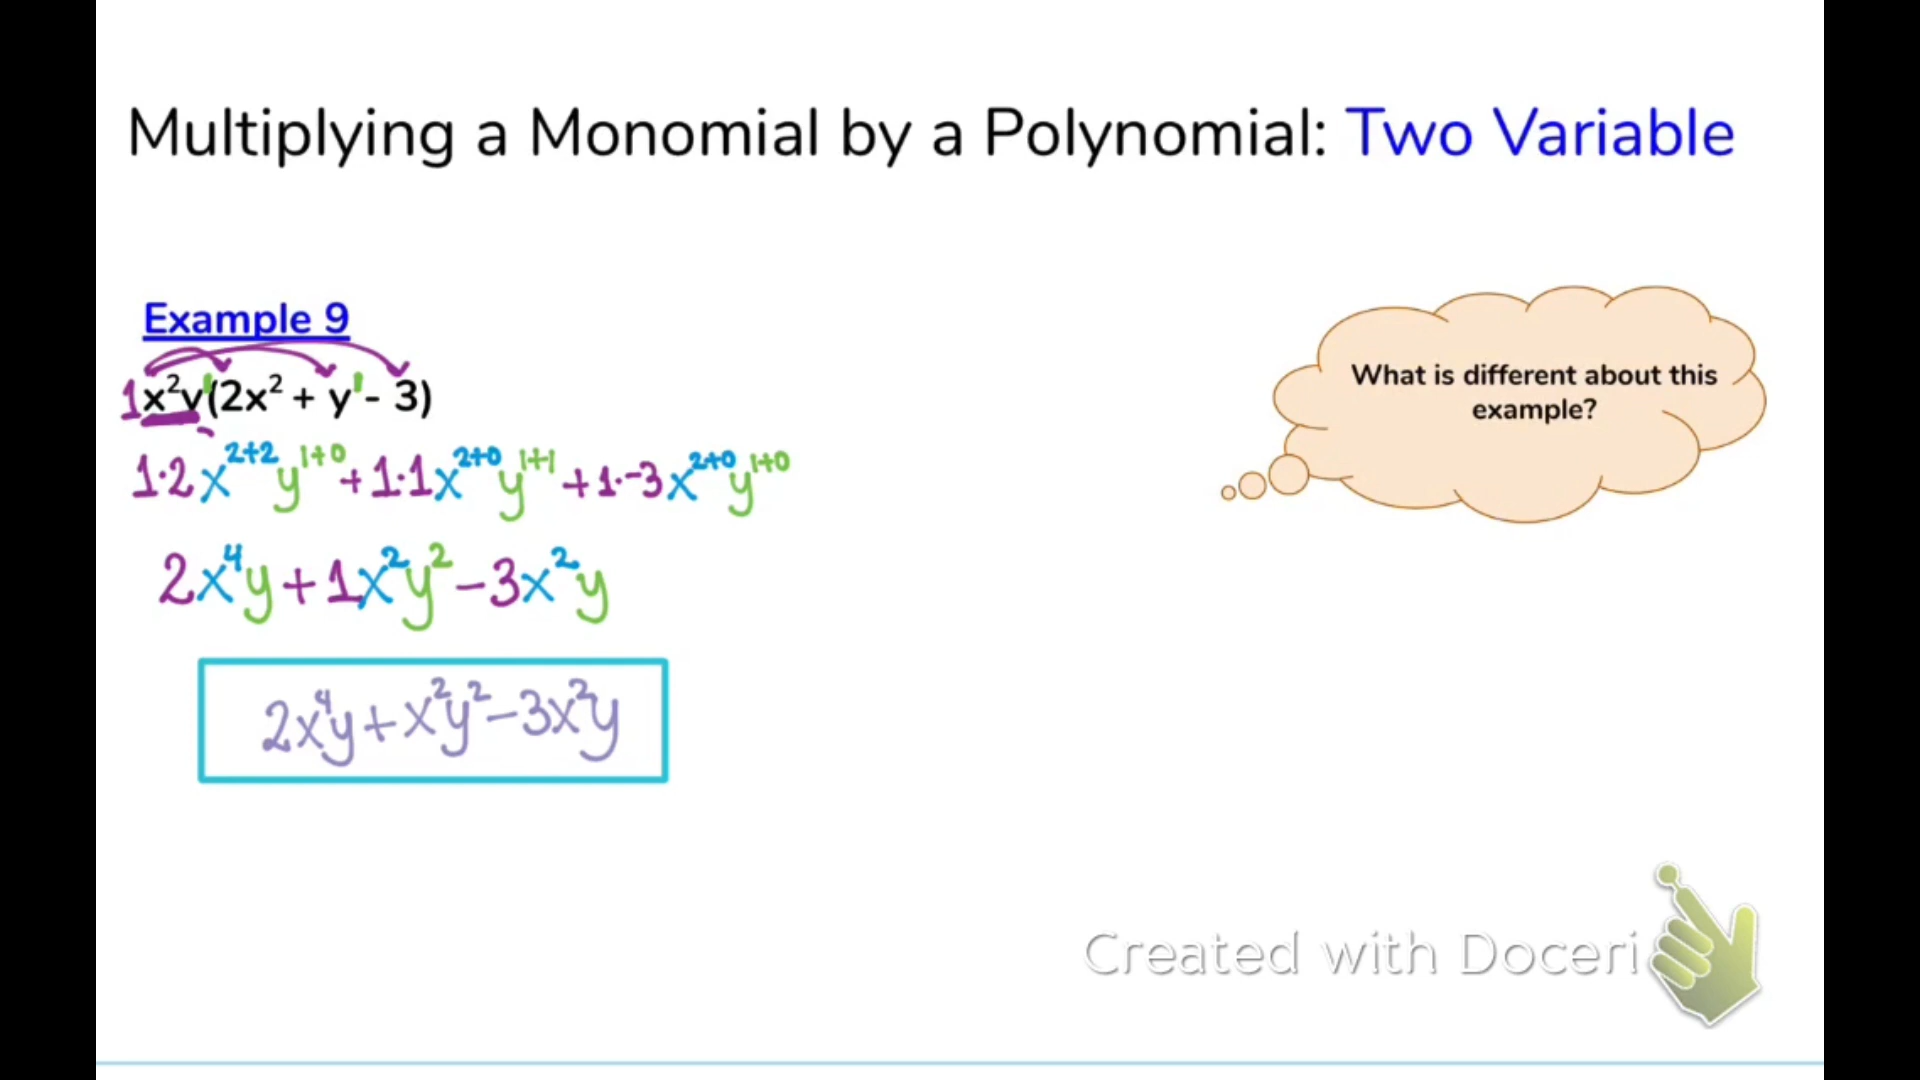 Multiplying a Monomial by a Polynomial: Two Variable
Example 9
1x²y¹(2x² + y¹ - 3)
1·2x²⁺²y¹⁺⁰+1·1x²⁺⁰y¹⁺¹+1·-3x²⁺⁰y¹⁺⁰
2x⁴y+1x²y²-3x²y
2x⁴y+x²y²-3x²y
What is different about this
example?
Created with Doceri